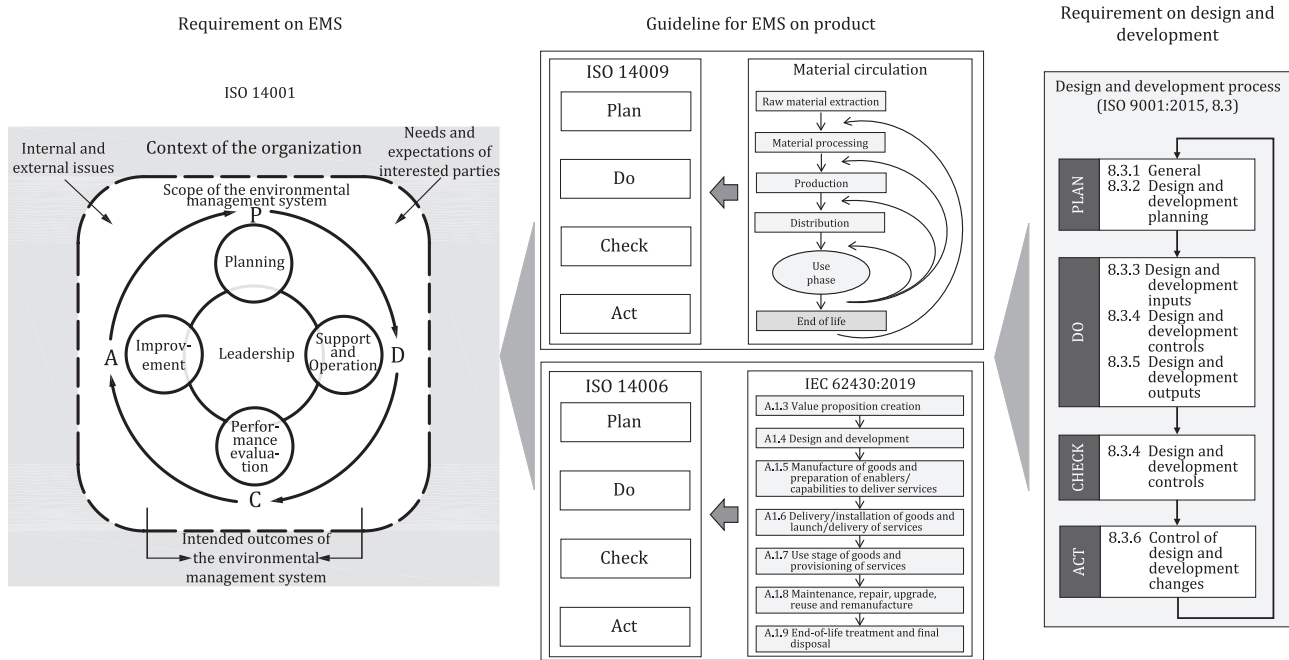 Requirement on EMS
ISO 14001
Internal and
external issues
Context of the organization
Needs and
expectations of
interested parties
Scope of the environmental
management system
P
Planning
A
Improv-
ement
Leadership
Support and
Operation
D
Perfor-
mance
evalua-
tion
C
Intended outcomes of
the environmental
management system
Guideline for EMS on product
ISO 14009
Plan
Do
Check
Act
Material circulation
Raw material extraction
Material processing
Production
Distribution
Use
phase
End of life
ISO 14006
Plan
Do
Check
Act
IEC 62430:2019
A.1.3 Value proposition creation
A1.4 Design and development
A.1.5 Manufacture of goods and
preparation of enablers/
capabilities to deliver services
A1.6 Delivery/installation of goods and
launch/delivery of services
A.1.7 Use stage of goods and
provisioning of services
A.1.8 Maintenance, repair, upgrade,
reuse and remanufacture
A.1.9 End-of-life treatment and final
disposal
Requirement on design and
development
Design and development process
(ISO 9001:2015, 8.3)
PLAN
8.3.1 General
8.3.2 Design and
development
planning
DO
8.3.3 Design and
development
inputs
8.3.4 Design and
development
controls
8.3.5 Design and
development
outputs
CHECK
8.3.4 Design and
development
controls
ACT
8.3.6 Control of
design and
development
changes